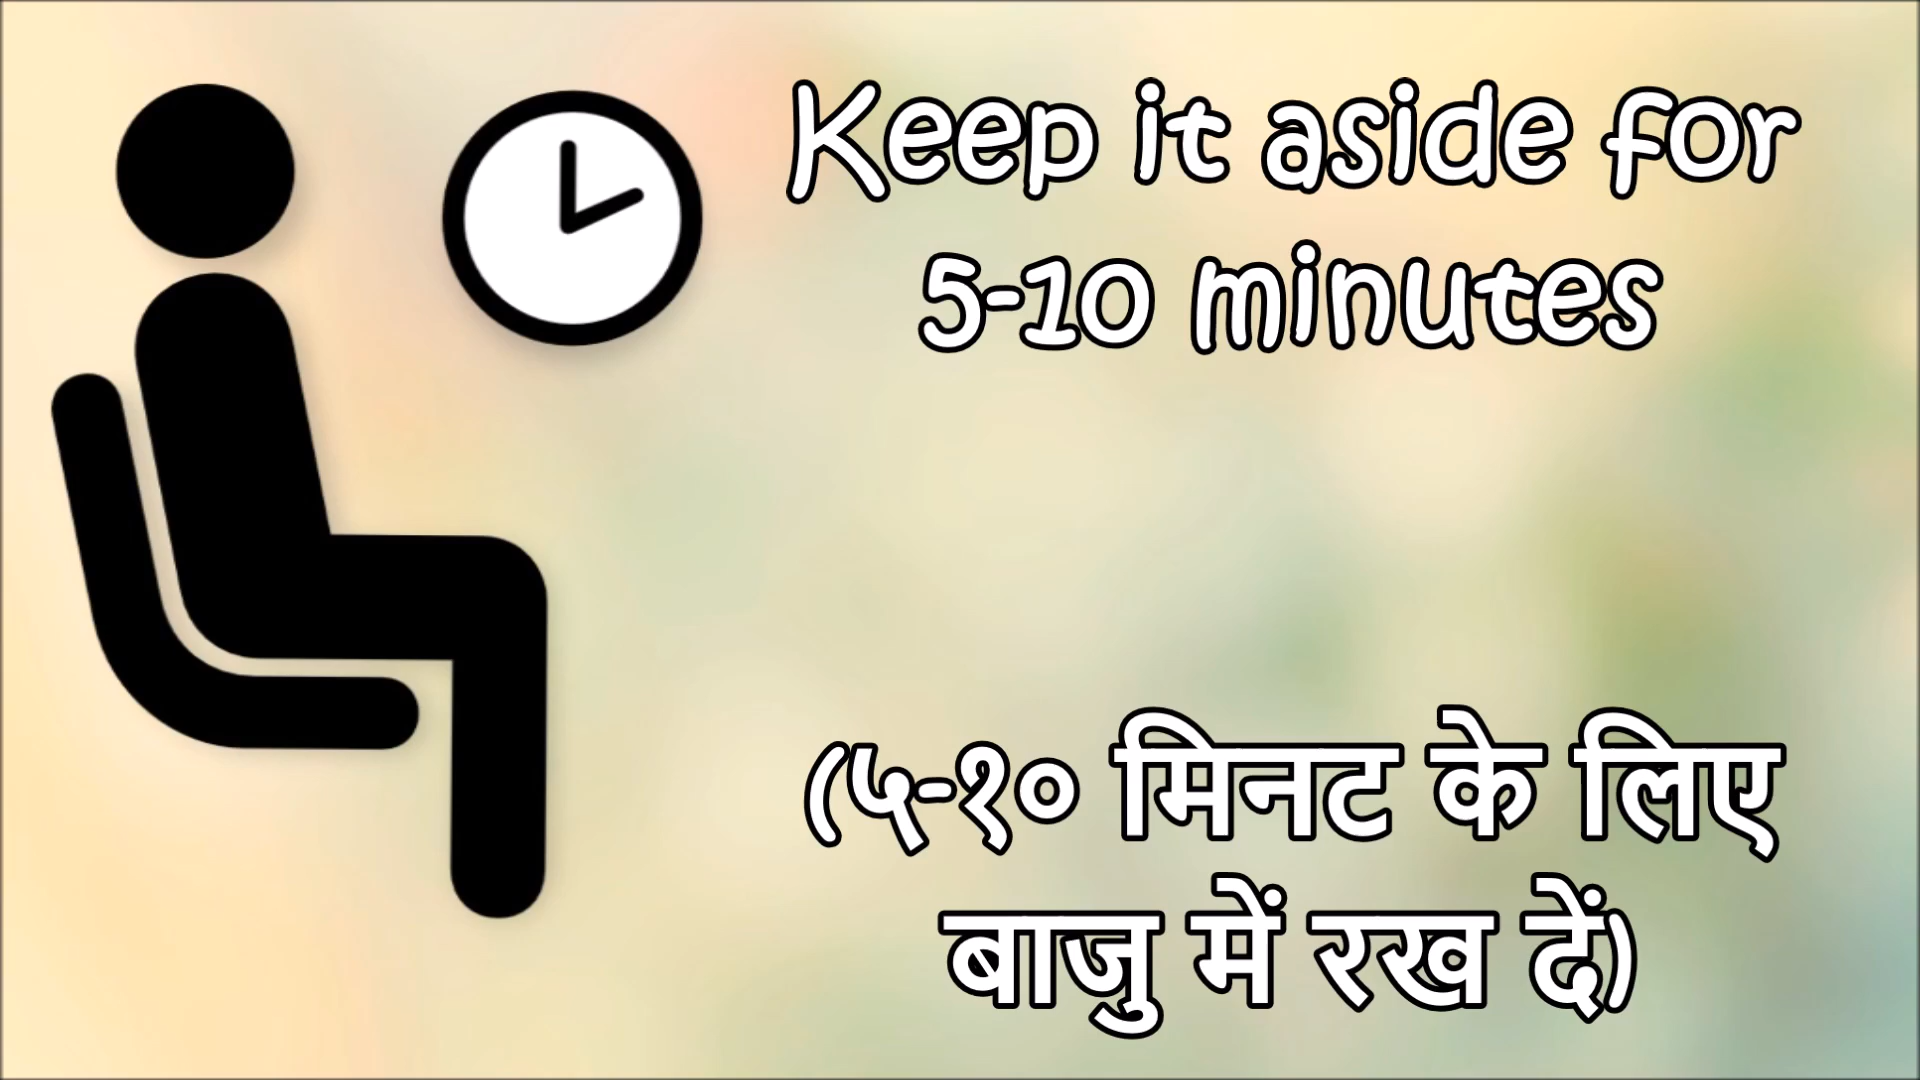 Keep it aside for
5-10 minutes
(५-१० मिनट के लिए
बाजु में रख दें)